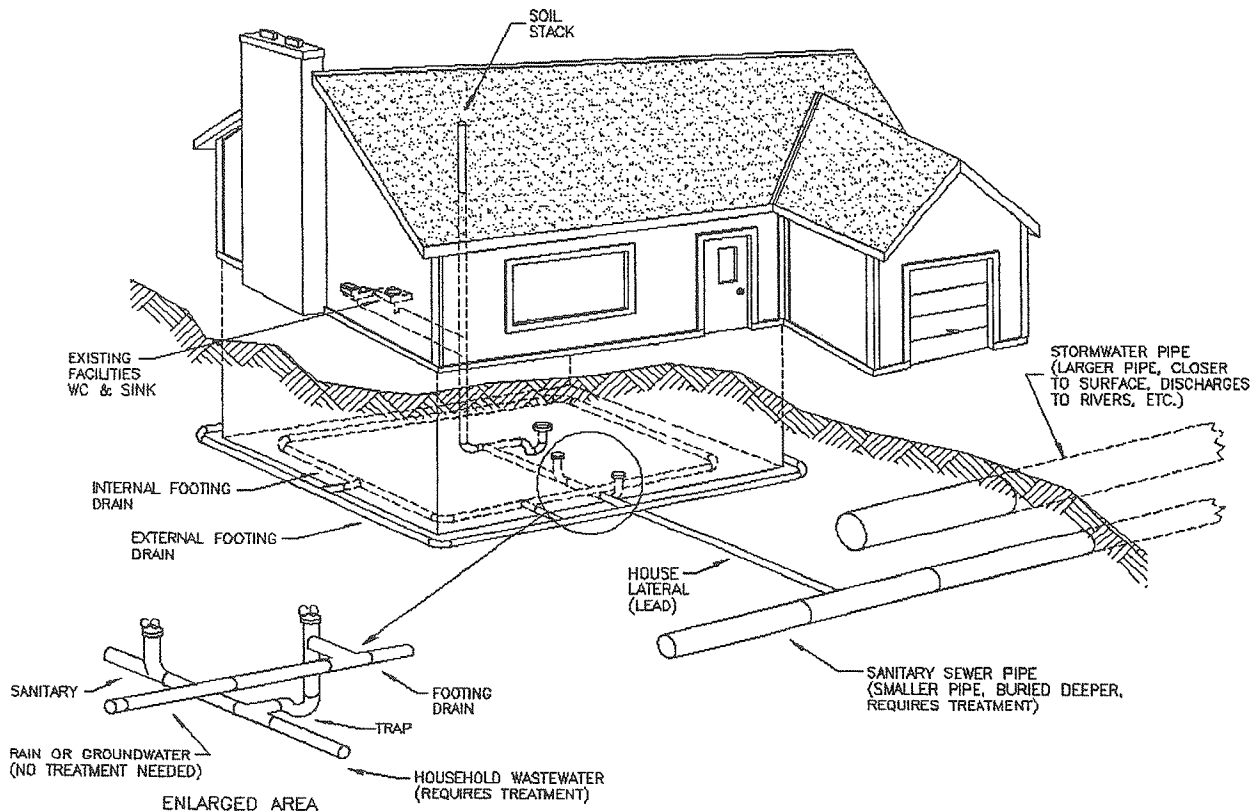 SOIL
STACK
EXISTING
FACILITIES
WC & SINK
STORMWATER PIPE
(LARGER PIPE, CLOSER
TO SURFACE, DISCHARGES
TO RIVERS, ETC.)
INTERNAL FOOTING
DRAIN
EXTERNAL FOOTING
DRAIN
HOUSE
LATERAL
(LEAD)
SANITARY SEWER PIPE
(SMALLER PIPE, BURIED DEEPER,
REQUIRES TREATMENT)
SANITARY
FOOTING
DRAIN
TRAP
RAIN OR GROUNDWATER
(NO TREATMENT NEEDED)
HOUSEHOLD WASTEWATER
(REQUIRES TREATMENT)
ENLARGED AREA